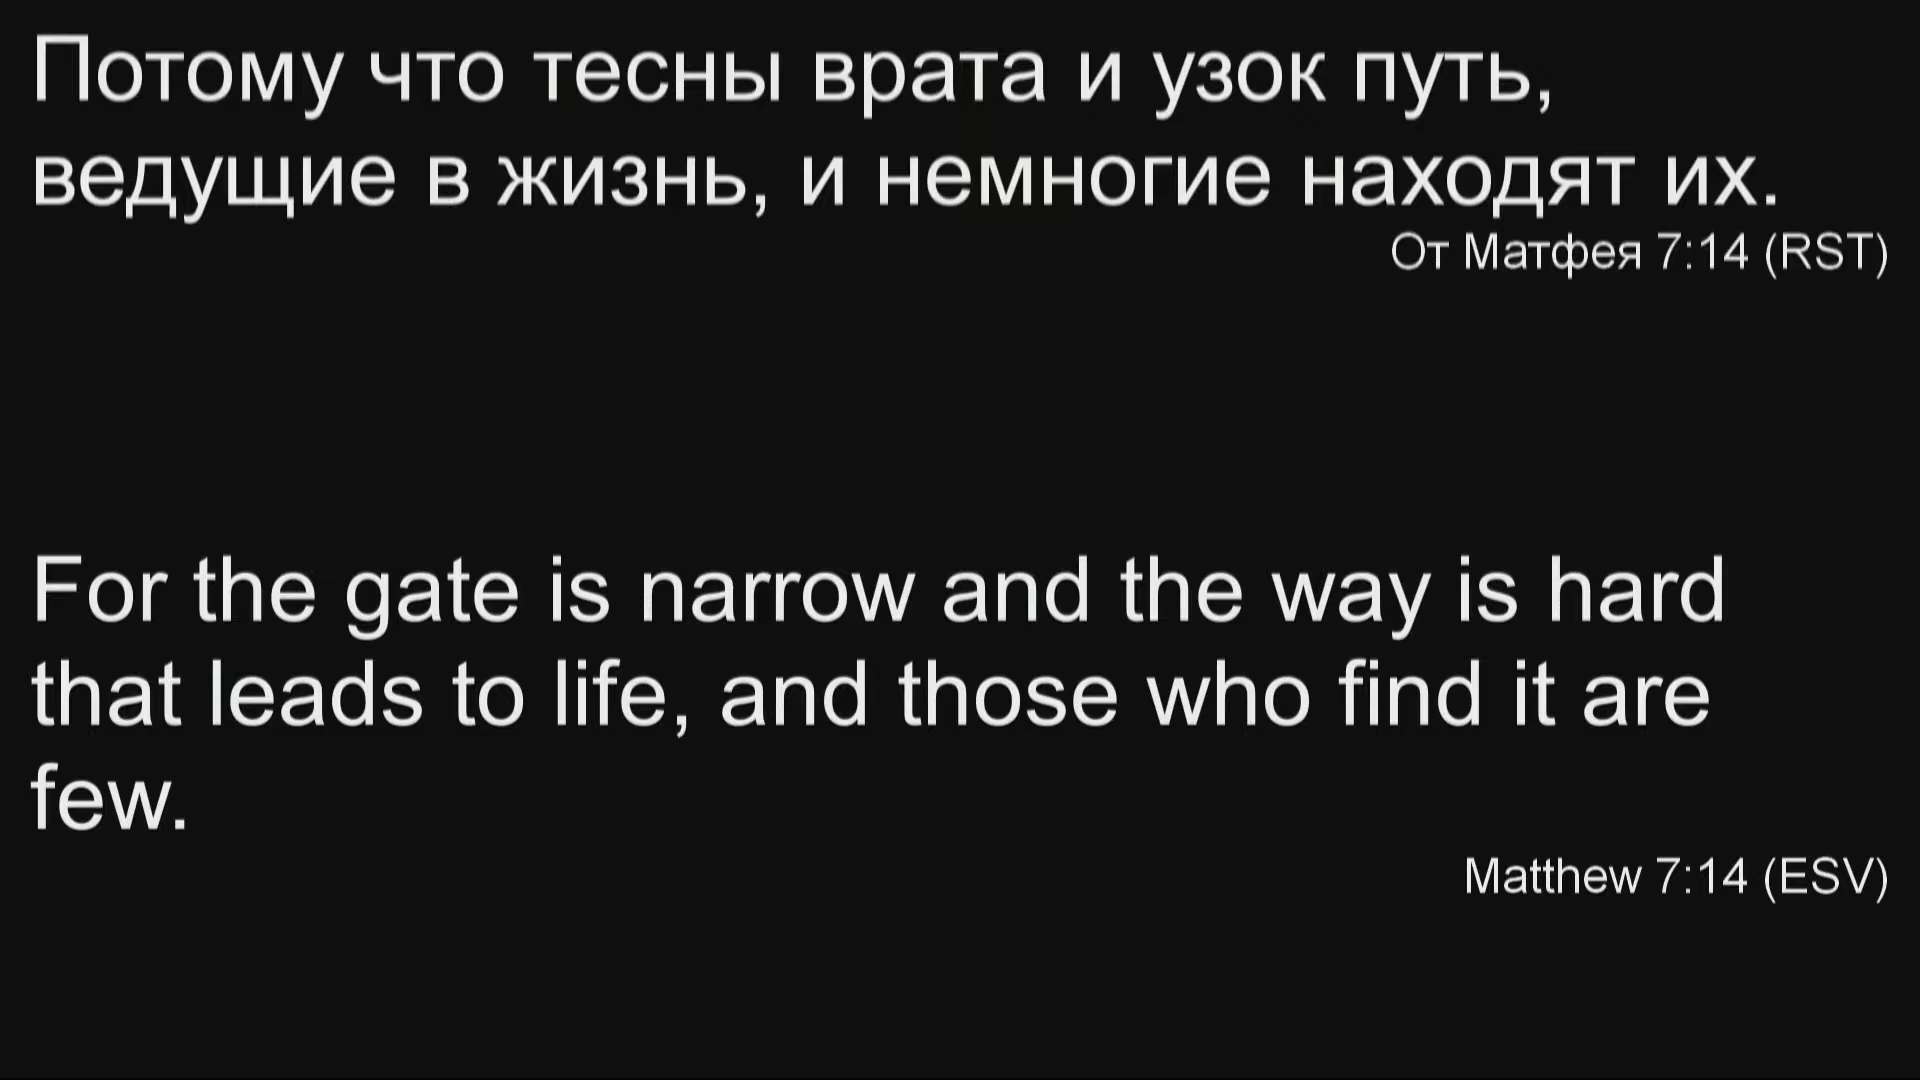 Потому что тесны врата и узок путь,
ведущие в жизнь, и немногие находят их.
От Матфея 7:14 (RST)
For the gate is narrow and the way is hard
that leads to life, and those who find it are
few.
Matthew 7:14 (ESV)